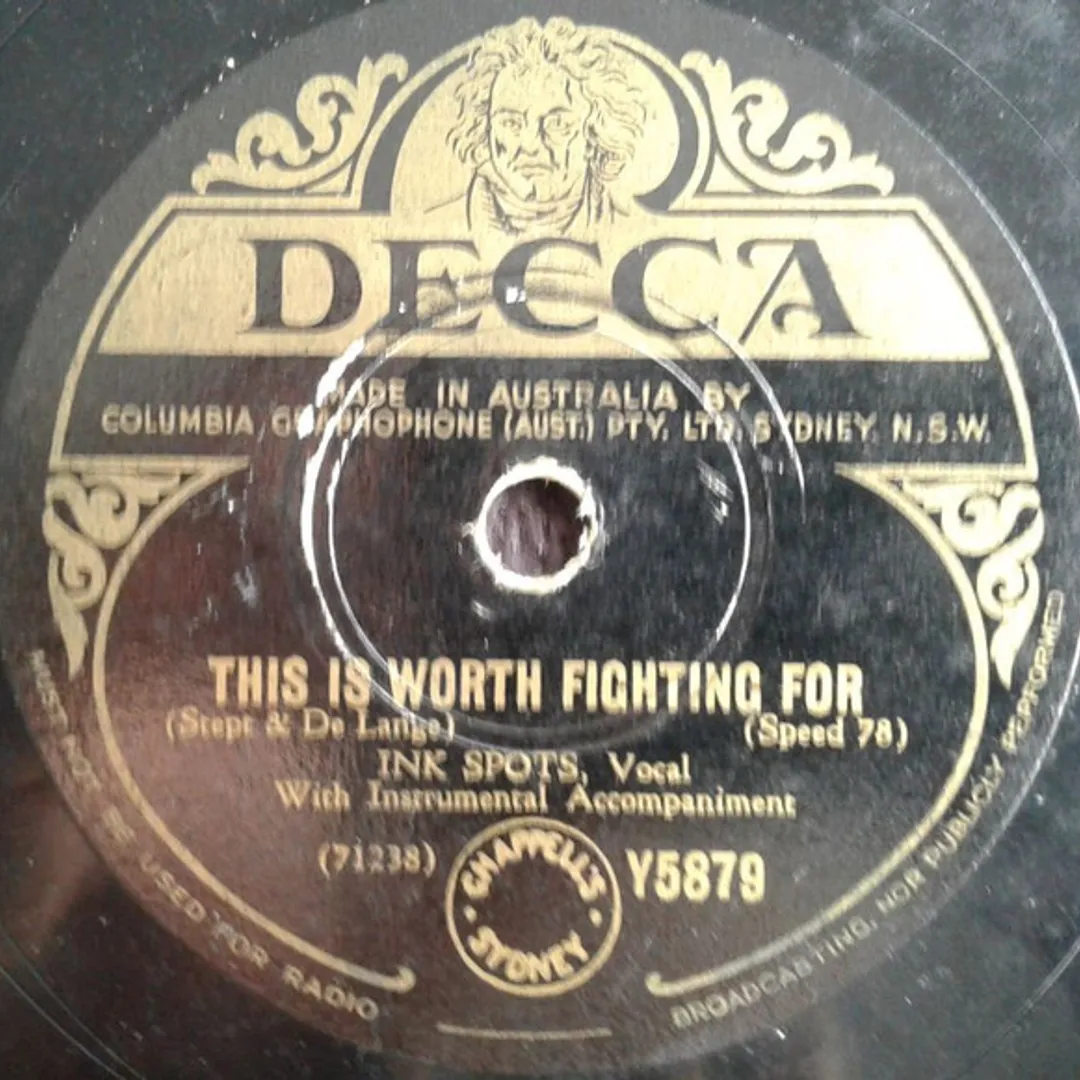 DECCA
MADE IN AUSTRALIA BY
COLUMBIA GRAPHOPHONE (AUST.) PTY. LTD. SYDNEY. N.S.W.
THIS IS WORTH FIGHTING FOR
(Stept & De Lange) (Speed 78)
INK SPOTS, Vocal
With Instrumental Accompaniment
(71238) Y5879
CHAPPELL'S
SYDNEY
MUST NOT BE USED FOR RADIO
BROADCASTING, NOR PUBLICLY PERFORMED